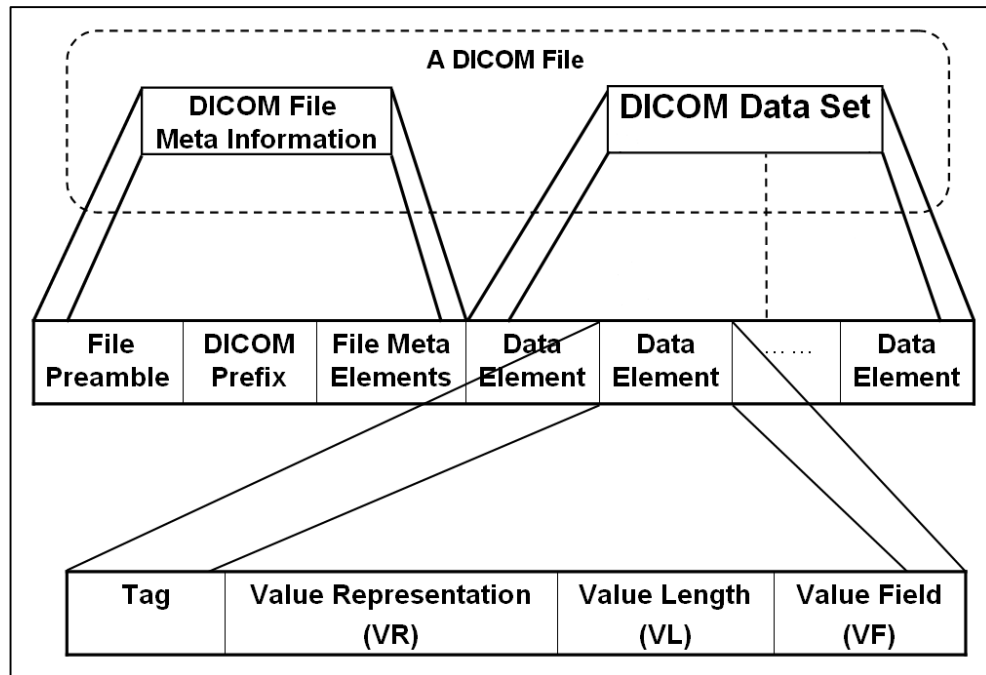 A DICOM File
DICOM File
Meta Information
DICOM Data Set
File
Preamble
DICOM
Prefix
File Meta
Elements
Data
Element
Data
Element
... ...
Data
Element
Tag
Value Representation
(VR)
Value Length
(VL)
Value Field
(VF)